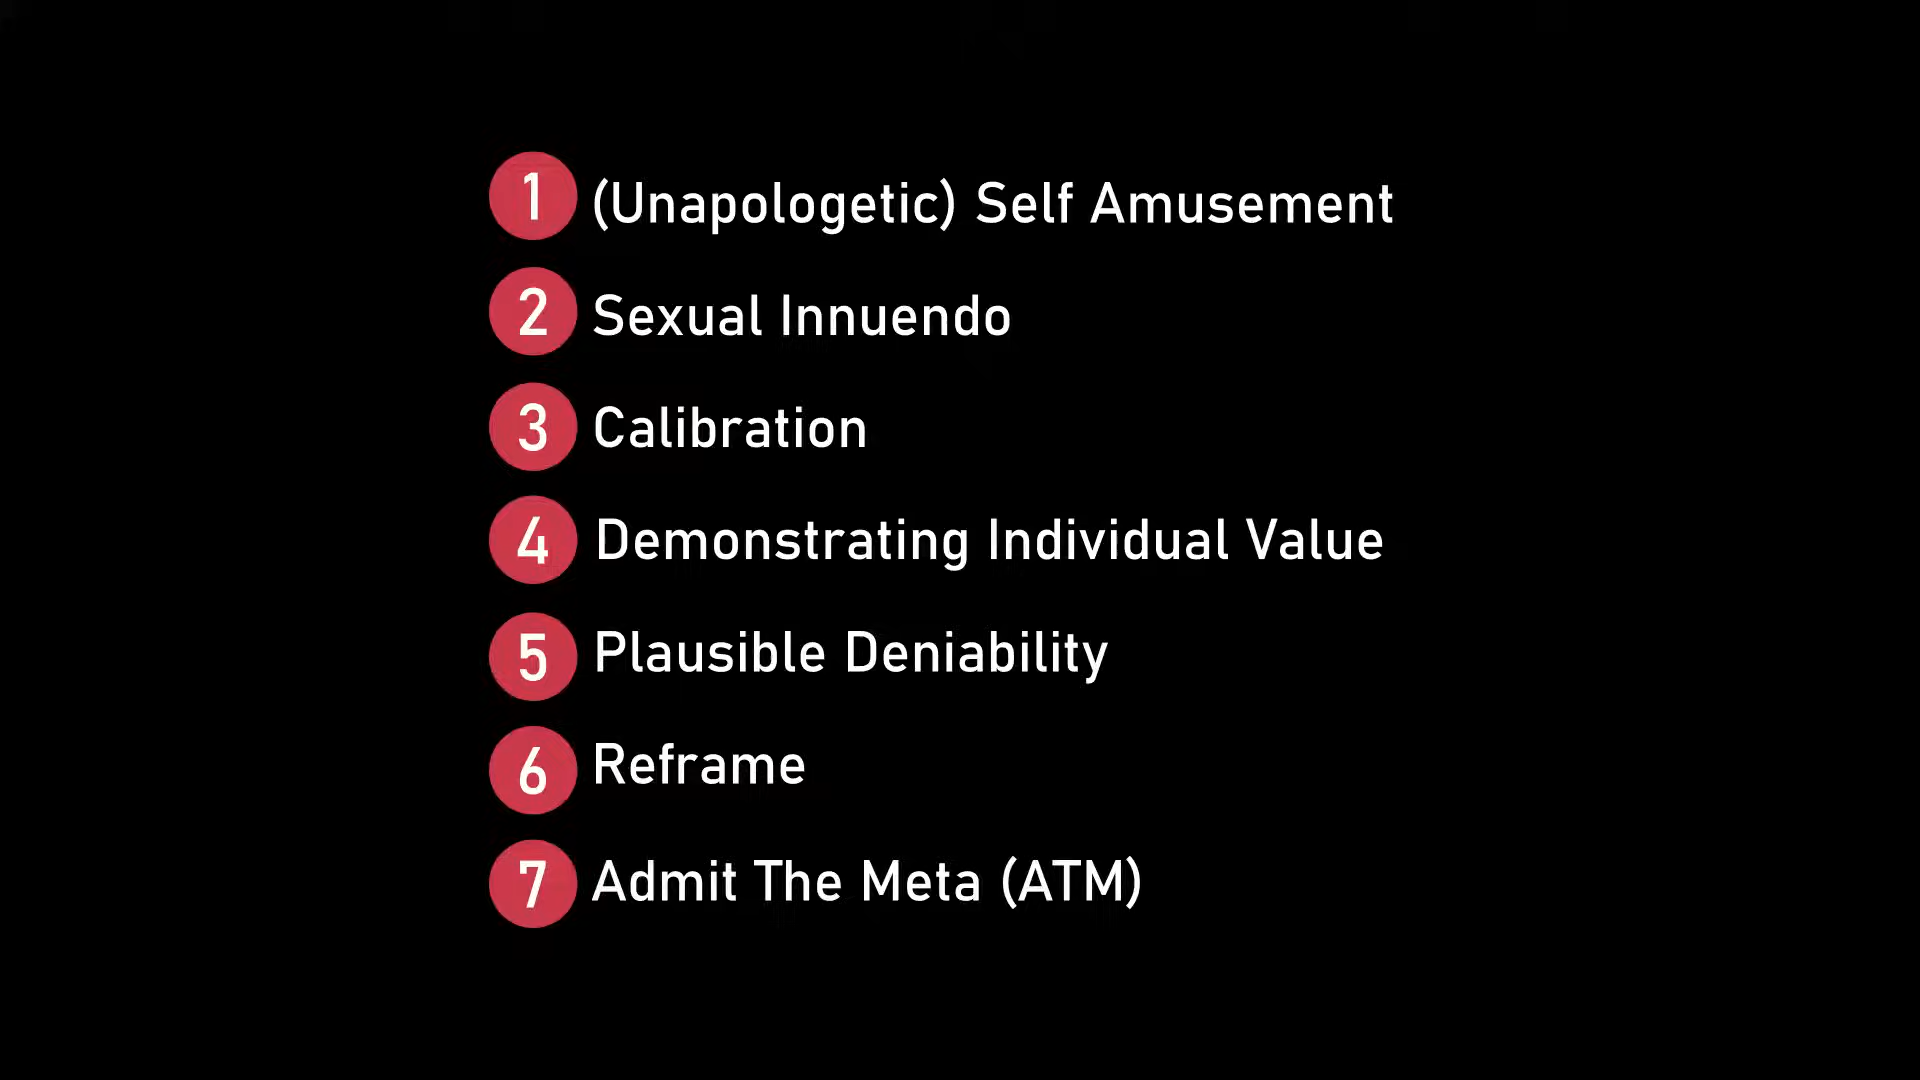 1 (Unapologetic) Self Amusement
2 Sexual Innuendo
3 Calibration
4 Demonstrating Individual Value
5 Plausible Deniability
6 Reframe
7 Admit The Meta (ATM)